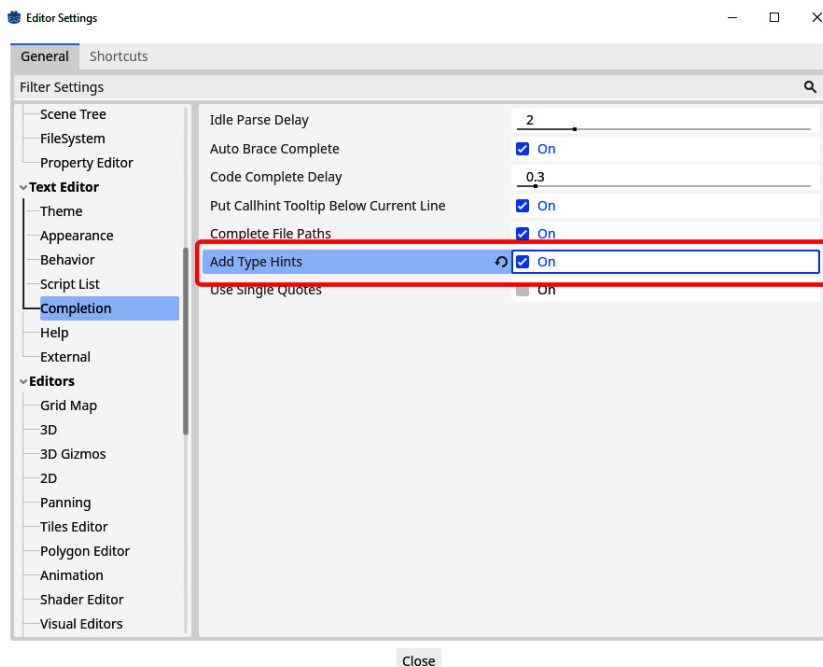 Editor Settings
General Shortcuts
Filter Settings
Scene Tree
FileSystem
Property Editor
Text Editor
Theme
Appearance
Behavior
Script List
Completion
Help
External
Editors
Grid Map
3D
3D Gizmos
2D
Panning
Tiles Editor
Polygon Editor
Animation
Shader Editor
Visual Editors
Idle Parse Delay 2
Auto Brace Complete On
Code Complete Delay 0.3
Put Callhint Tooltip Below Current Line On
Complete File Paths On
Add Type Hints On
Use Single Quotes On
Close